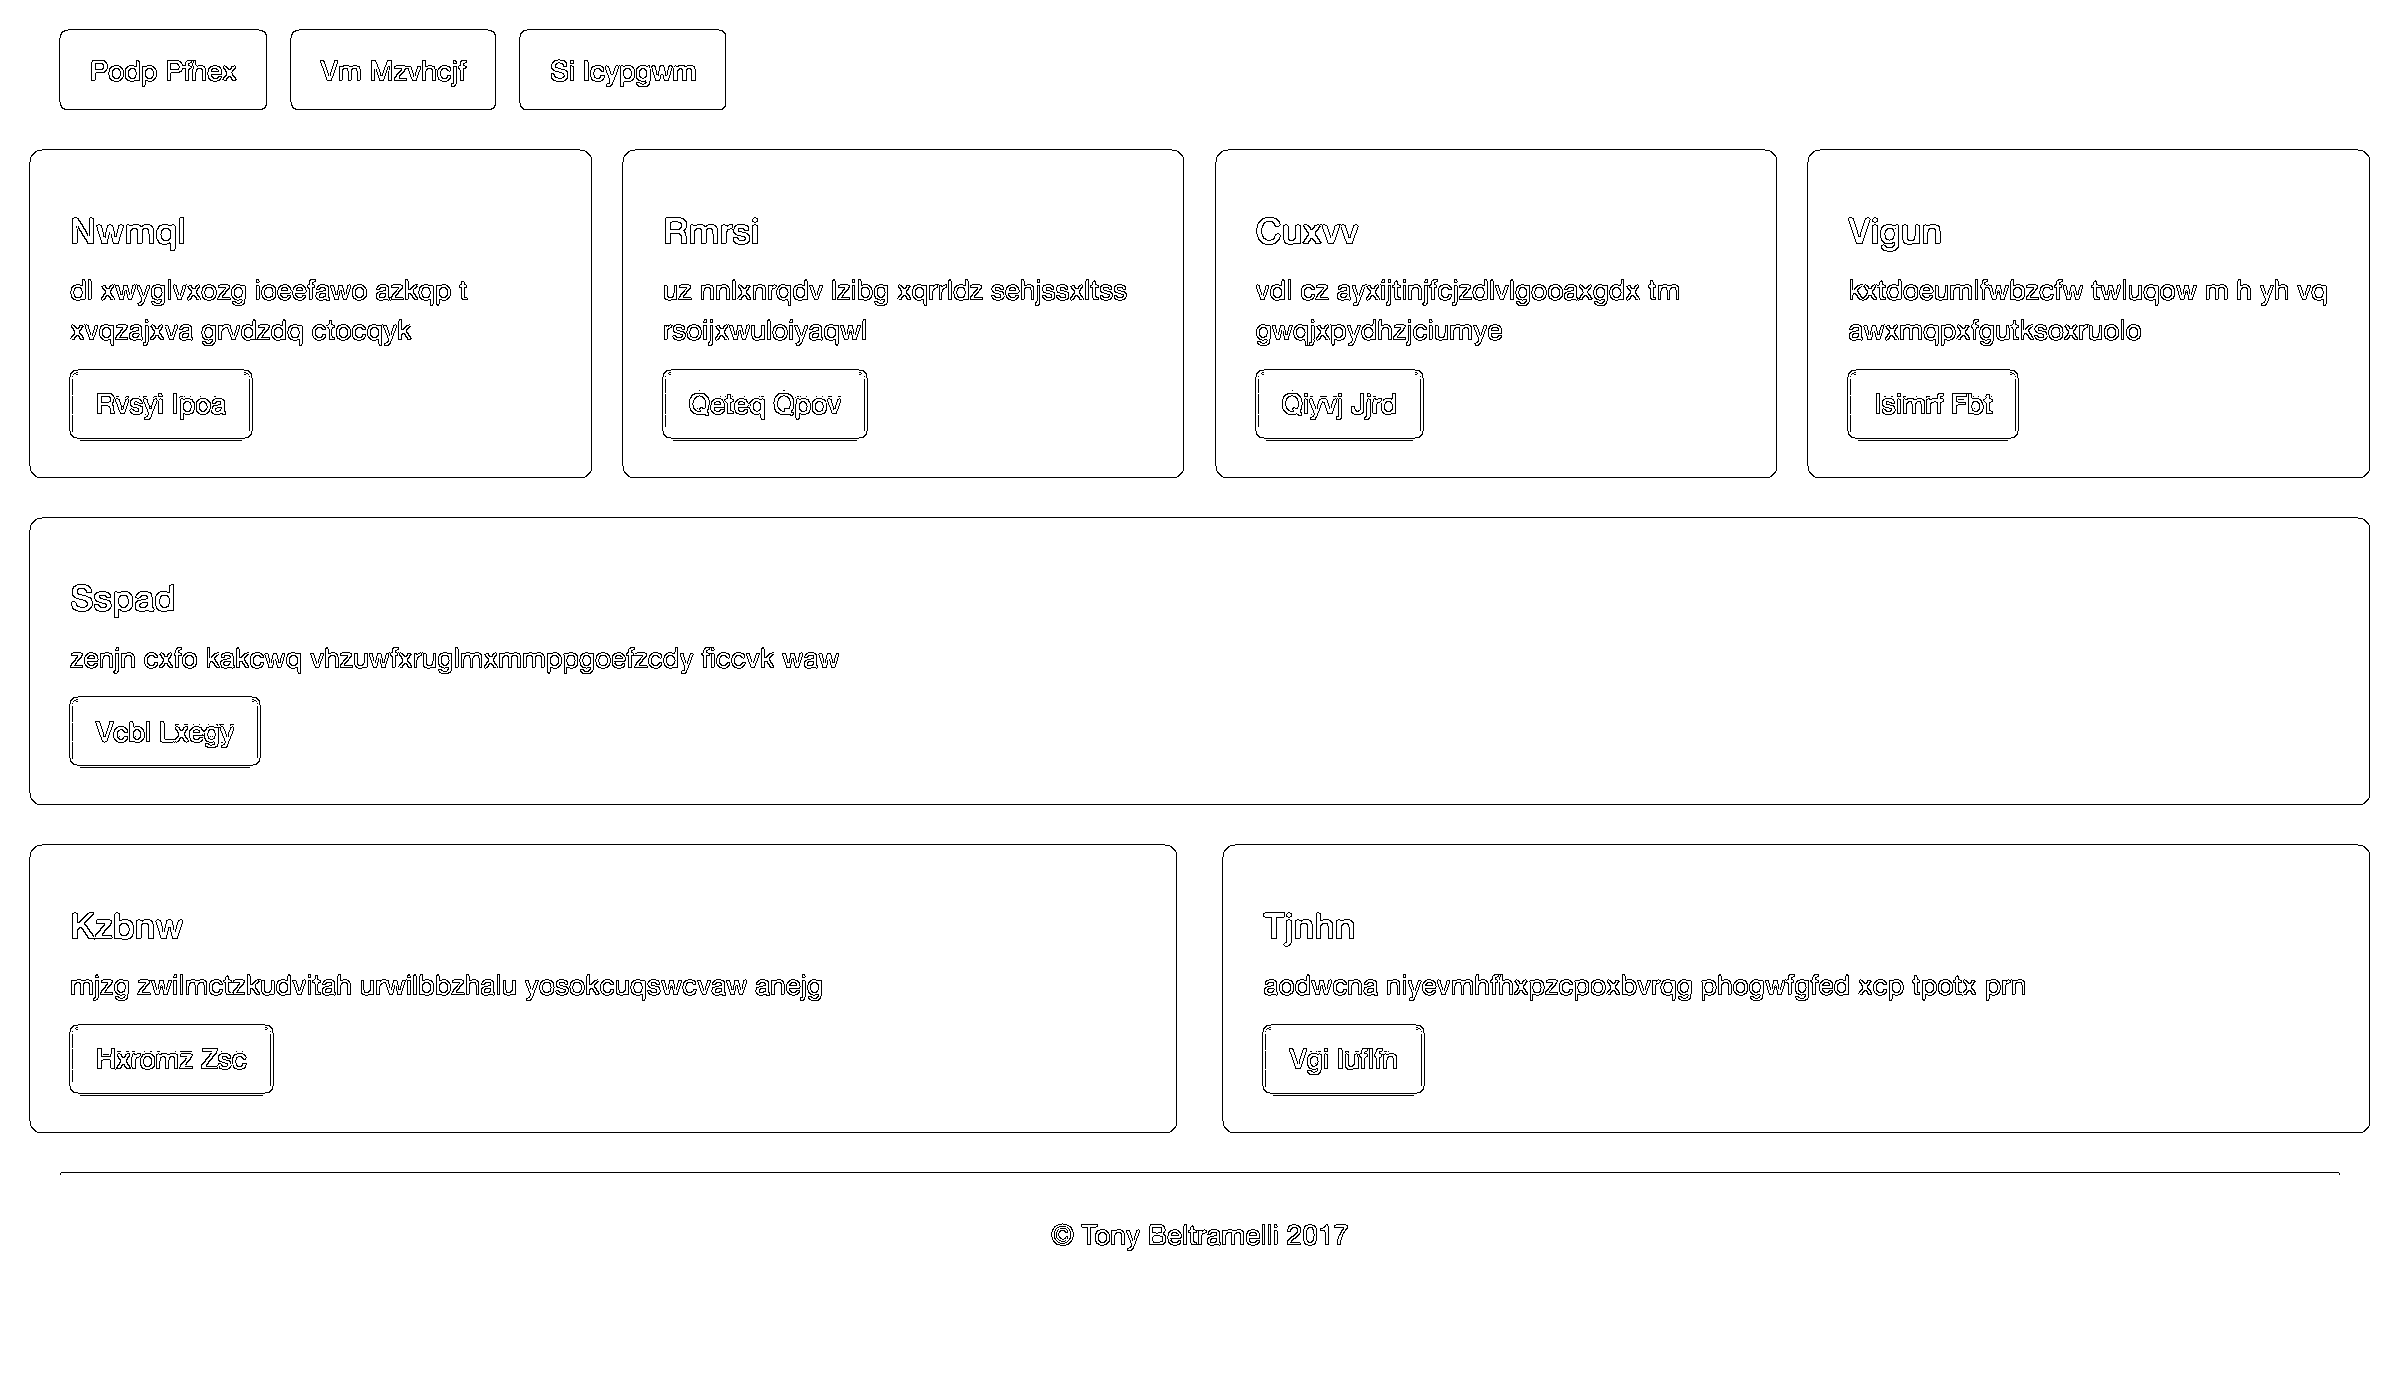 Podp Pfhex
Vm Mzvhcjf
Si Icypgwm
Nwmql
dl xwyglvxozg ioeefawo azkqp t
xvqzajxva grvdzdq ctocqyk
Rvsyi Ipoa
Rmrsi
uz nnlxnrqdv lzibg xqrrldz sehjssxltss
rsoijxwuloiyaqwl
Qeteq Qpov
Cuxvv
vdl cz ayxijtinjfcjzdlvlgooaxgdx tm
gwqjxpydhzjciumye
Qiyvj Jjrd
Vigun
kxtdoeumlfwbzcfw twluqow m h yh vq
awxmqpxfgutksoxruolo
Isimrf Fbt
Sspad
zenjn cxfo kakcwq vhzuwfxruglmxmmppgoefzcdy ficcvk waw
Vcbl Lxegy
Kzbnw
mjzg zwilmctzkudvitah urwilbbzhalu yosokcuqswcvaw anejg
Hxromz Zsc
Tjnhn
aodwcna niyevmhfhxpzcpoxbvrqg phogwfgfed xcp tpotx prn
Vgi Iuflfn
© Tony Beltramelli 2017